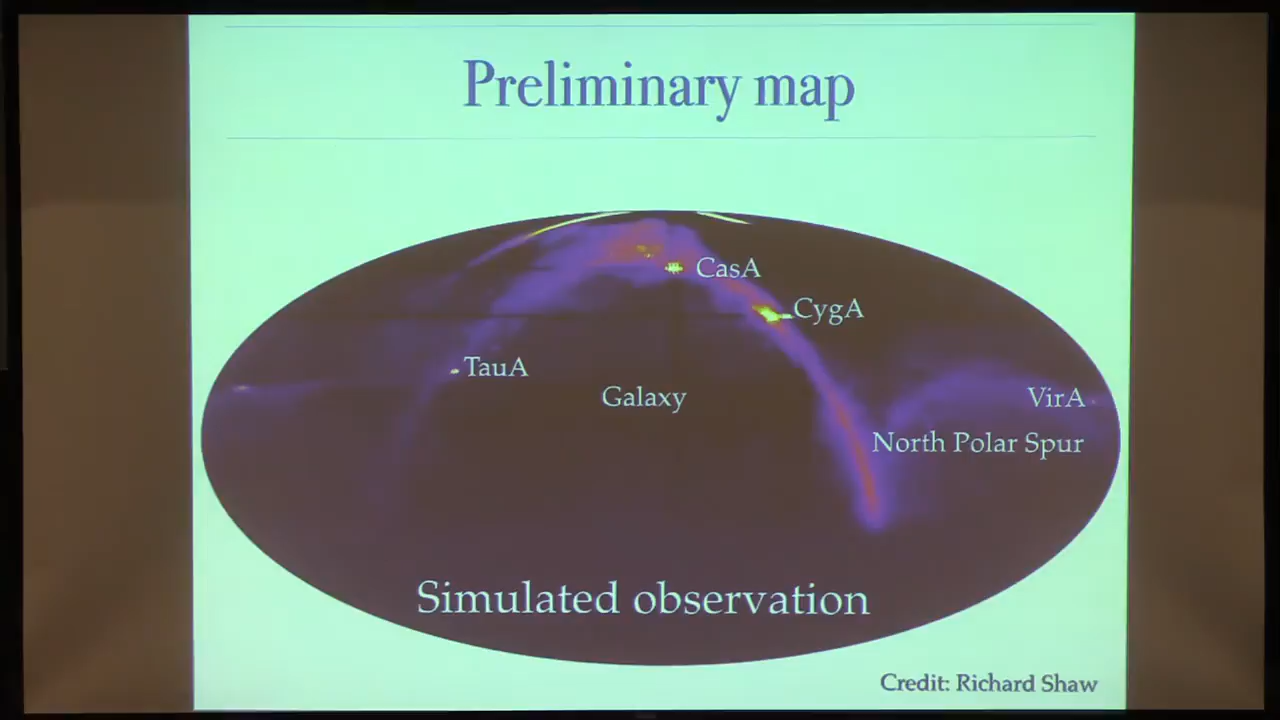 Preliminary map
CasA
CygA
TauA
Galaxy
VirA
North Polar Spur
Simulated observation
Credit: Richard Shaw